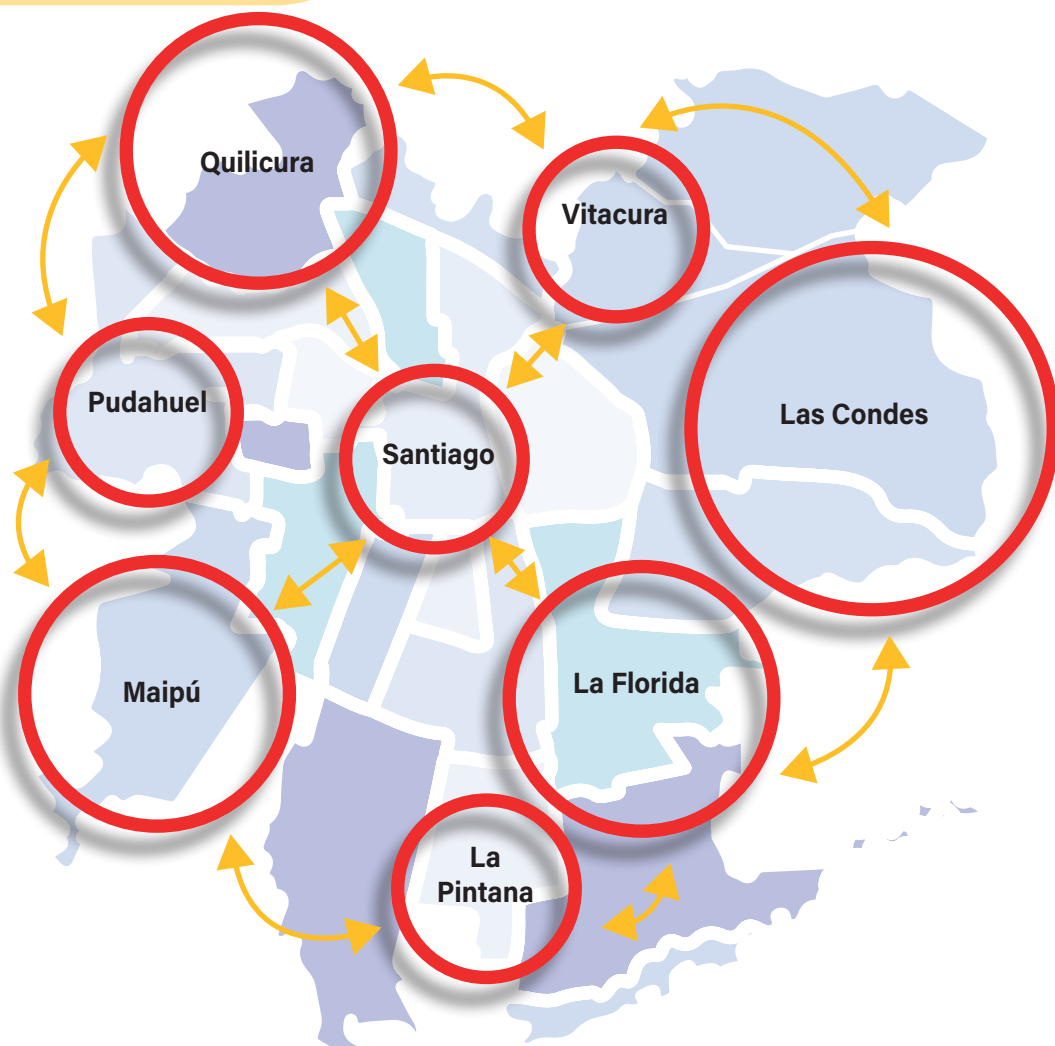 Quilicura
Vitacura
Pudahuel
Las Condes
Santiago
La Florida
Maipú
La
Pintana